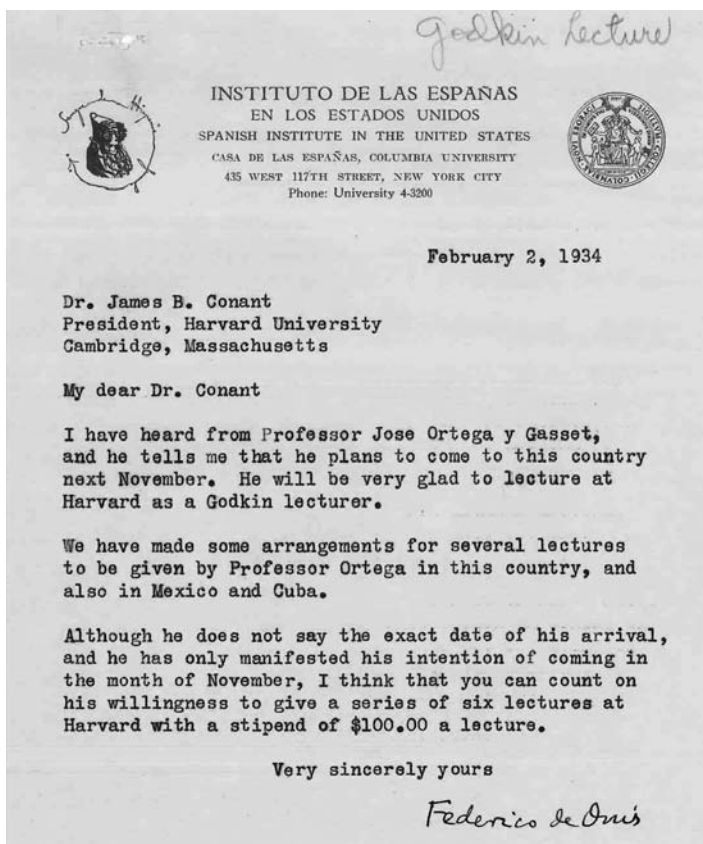 Godkin Lecture
INSTITUTO DE LAS ESPAÑAS
EN LOS ESTADOS UNIDOS
SPANISH INSTITUTE IN THE UNITED STATES
CASA DE LAS ESPAÑAS, COLUMBIA UNIVERSITY
435 WEST 117TH STREET, NEW YORK CITY
Phone: University 4-3200
February 2, 1934
Dr. James B. Conant
President, Harvard University
Cambridge, Massachusetts
My dear Dr. Conant
I have heard from Professor Jose Ortega y Gasset,
and he tells me that he plans to come to this country
next November. He will be very glad to lecture at
Harvard as a Godkin lecturer.
We have made some arrangements for several lectures
to be given by Professor Ortega in this country, and
also in Mexico and Cuba.
Although he does not say the exact date of his arrival,
and he has only manifested his intention of coming in
the month of November, I think that you can count on
his willingness to give a series of six lectures at
Harvard with a stipend of $100.00 a lecture.
Very sincerely yours
Federico de Onís